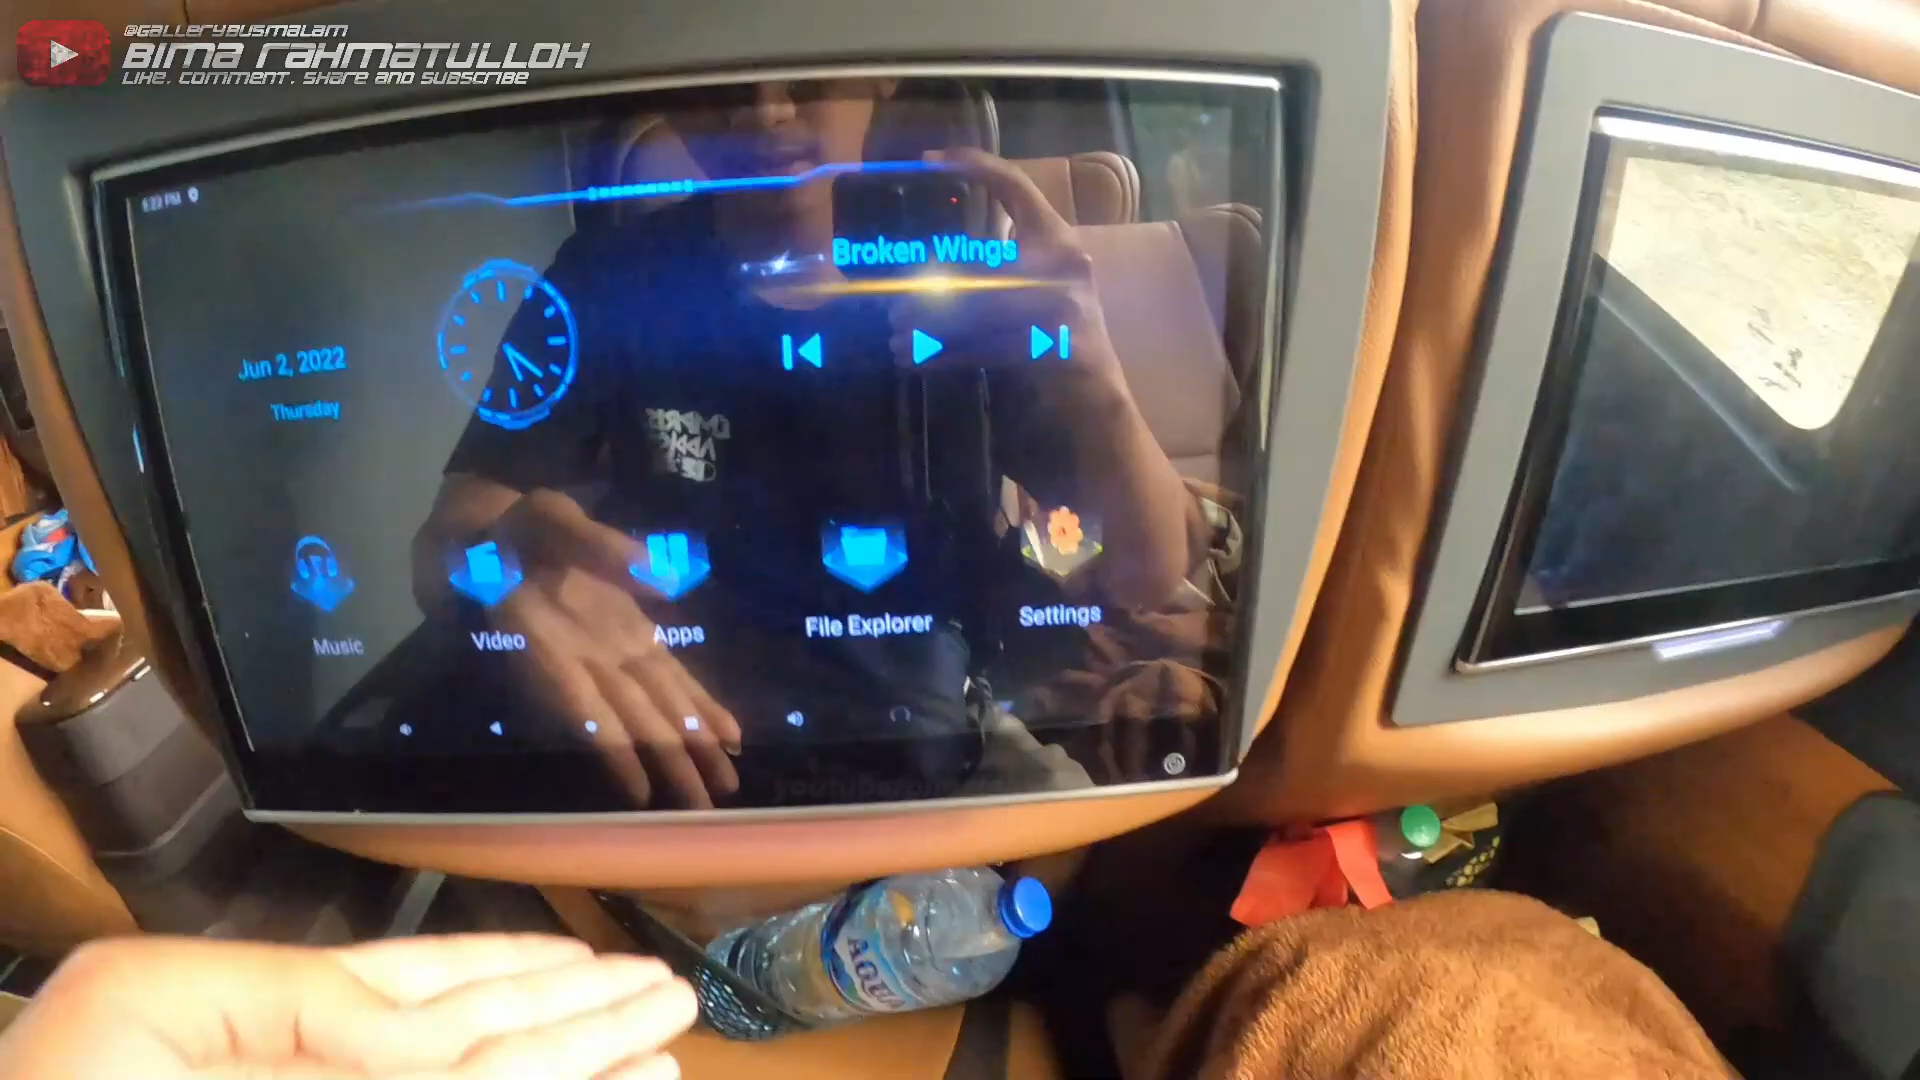 @GALLERYBUSMALAM
BIMA RAHMATULLOH
LIKE, COMMENT, SHARE AND SUBSCRIBE
Broken Wings
Jun 2, 2022
Thursday
Music
Video
Apps
File Explorer
Settings
AQUA